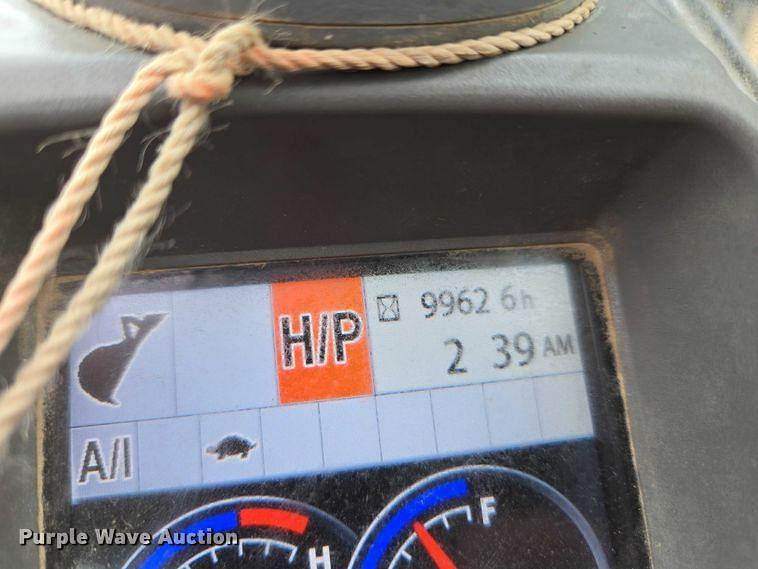 H/P 9962 6h
2 39 AM
A/I
H F
Purple Wave Auction